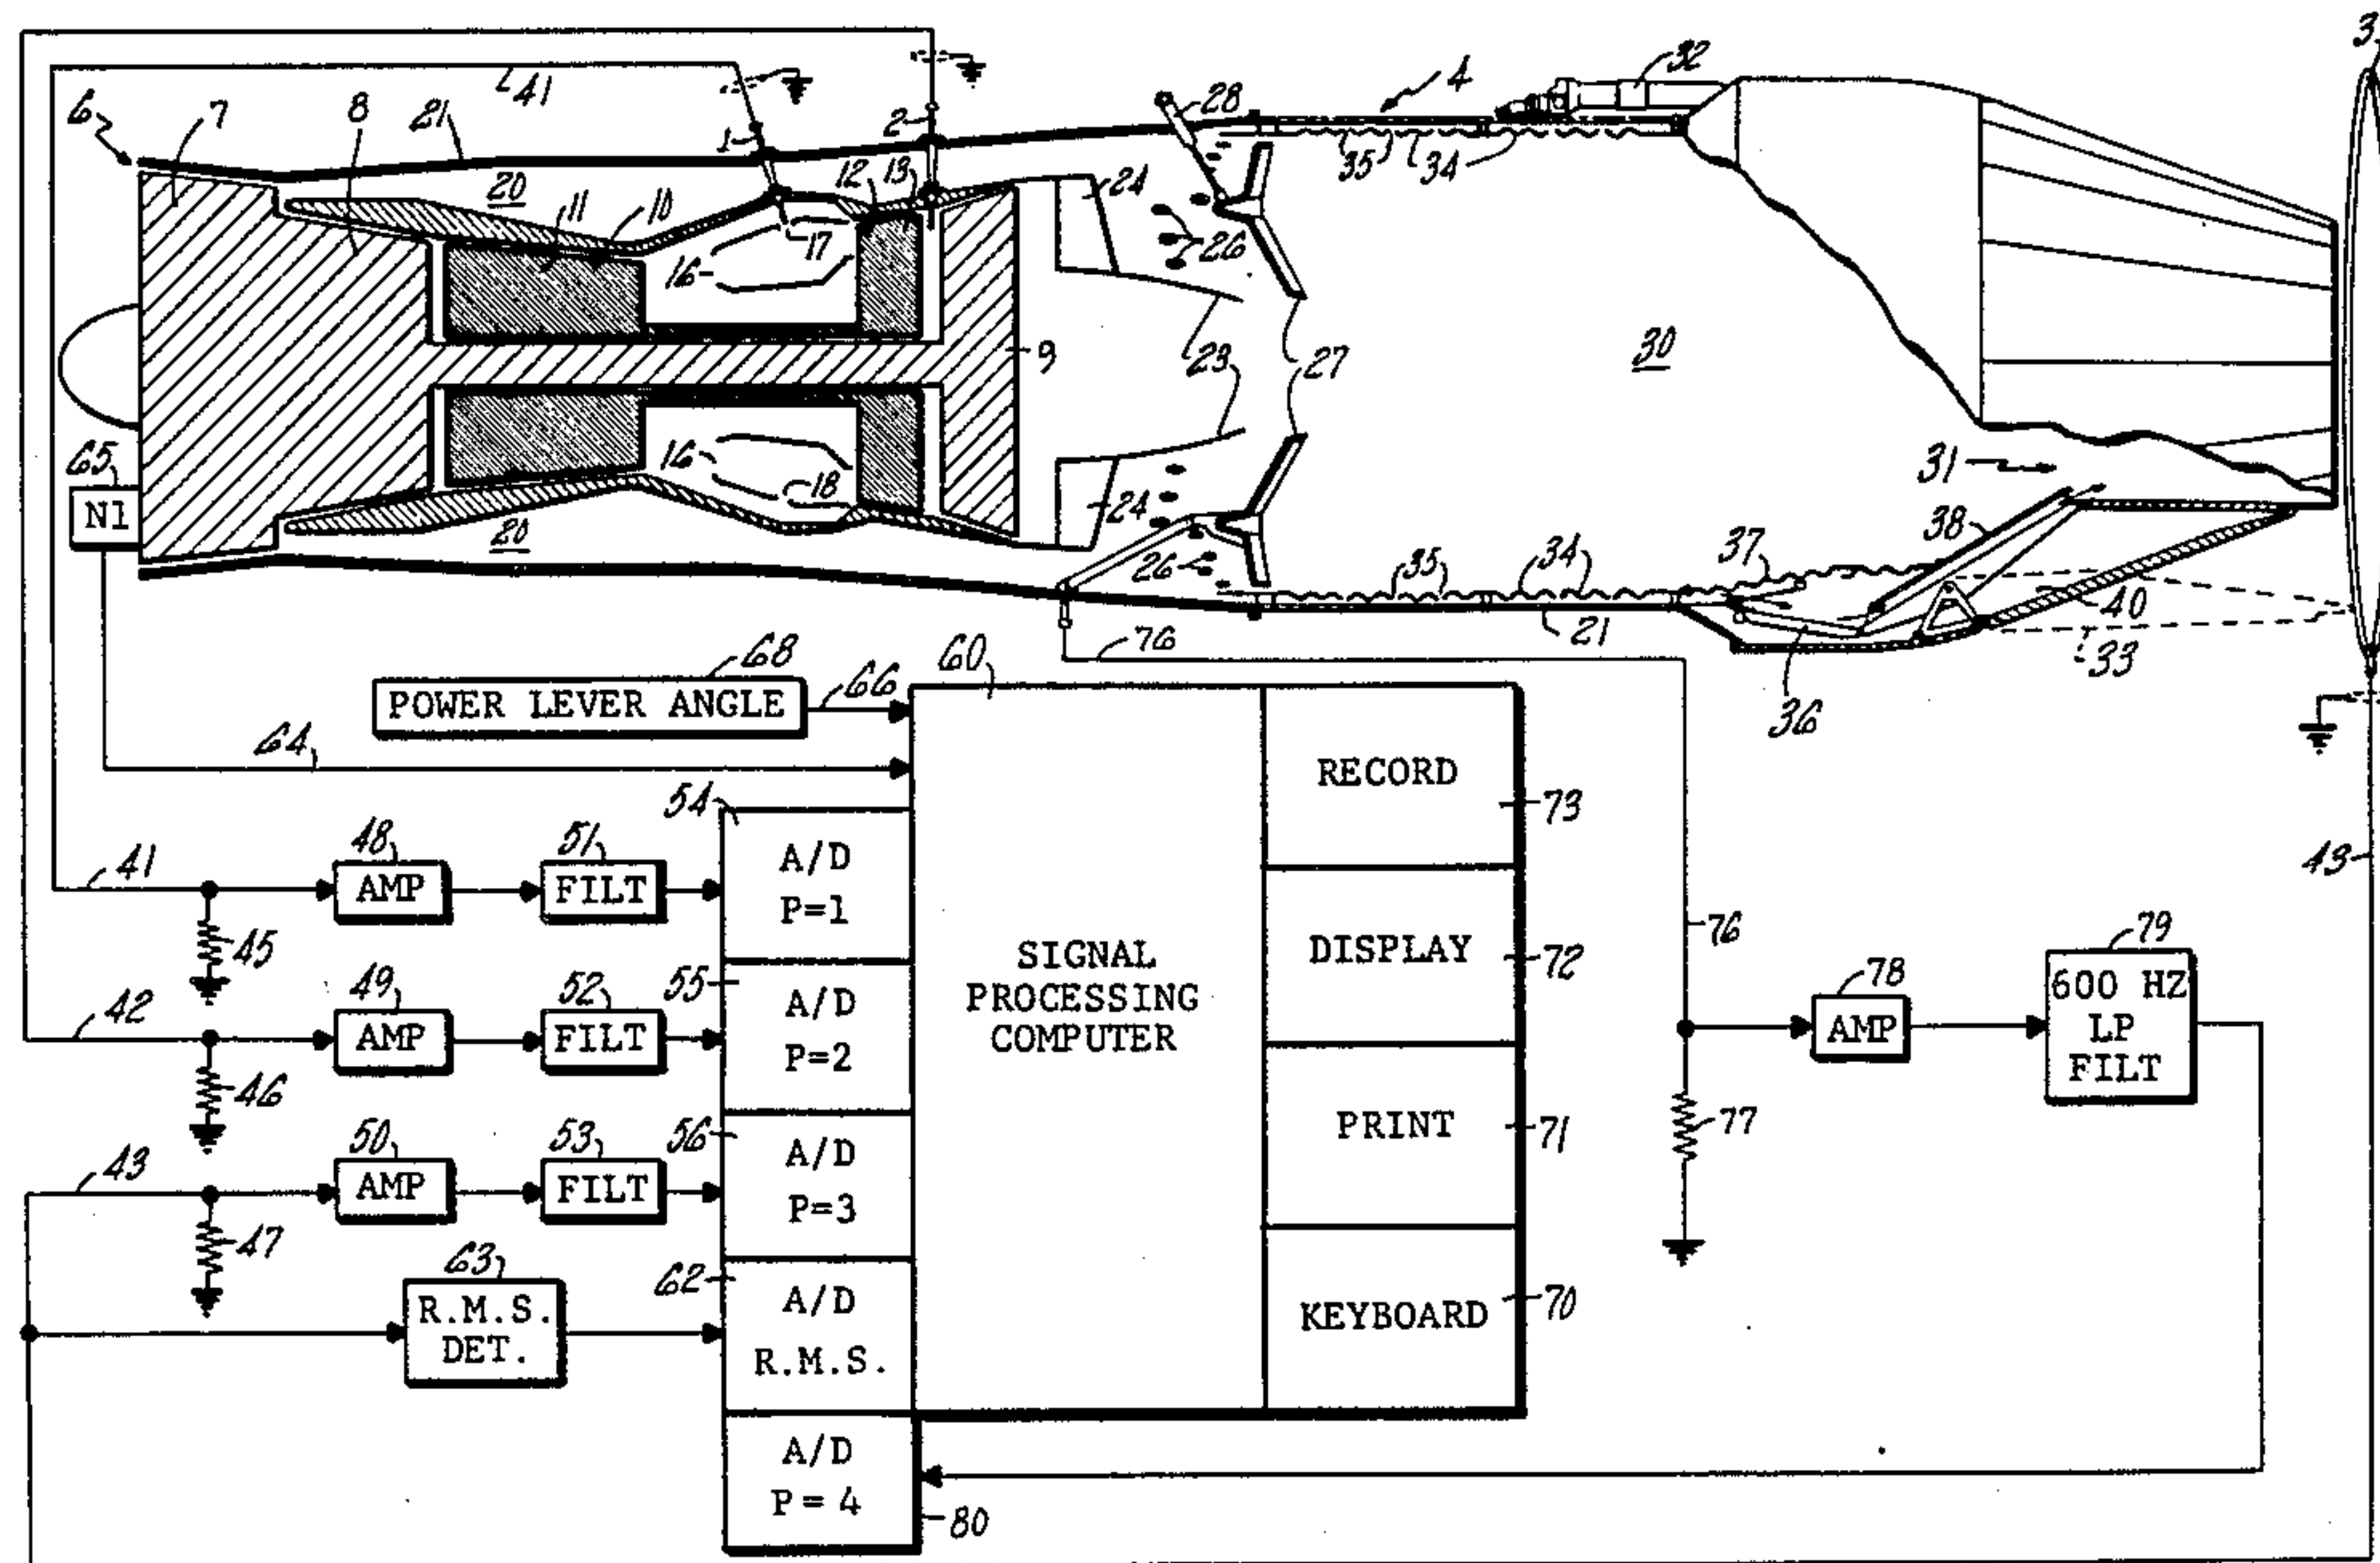 3
32
4
28
41
6
7
8
21
1
2
12
13
24
35
34
20
11
10
16
17
26
30
9
23
27
65
N1
16
18
24
31
38
20
26
35
34
37
40
21
33
36
76
68
66
60
POWER LEVER ANGLE
64
54
RECORD
73
41
48
51
A/D
P=1
43
AMP
FILT
45
DISPLAY
72
76
79
42
49
52
55
A/D
P=2
SIGNAL
PROCESSING
COMPUTER
78
600 HZ
LP
FILT
AMP
FILT
AMP
46
PRINT
71
77
43
50
53
56
A/D
P=3
AMP
FILT
47
63
62
A/D
R.M.S.
R.M.S.
DET.
KEYBOARD
70
A/D
P=4
80